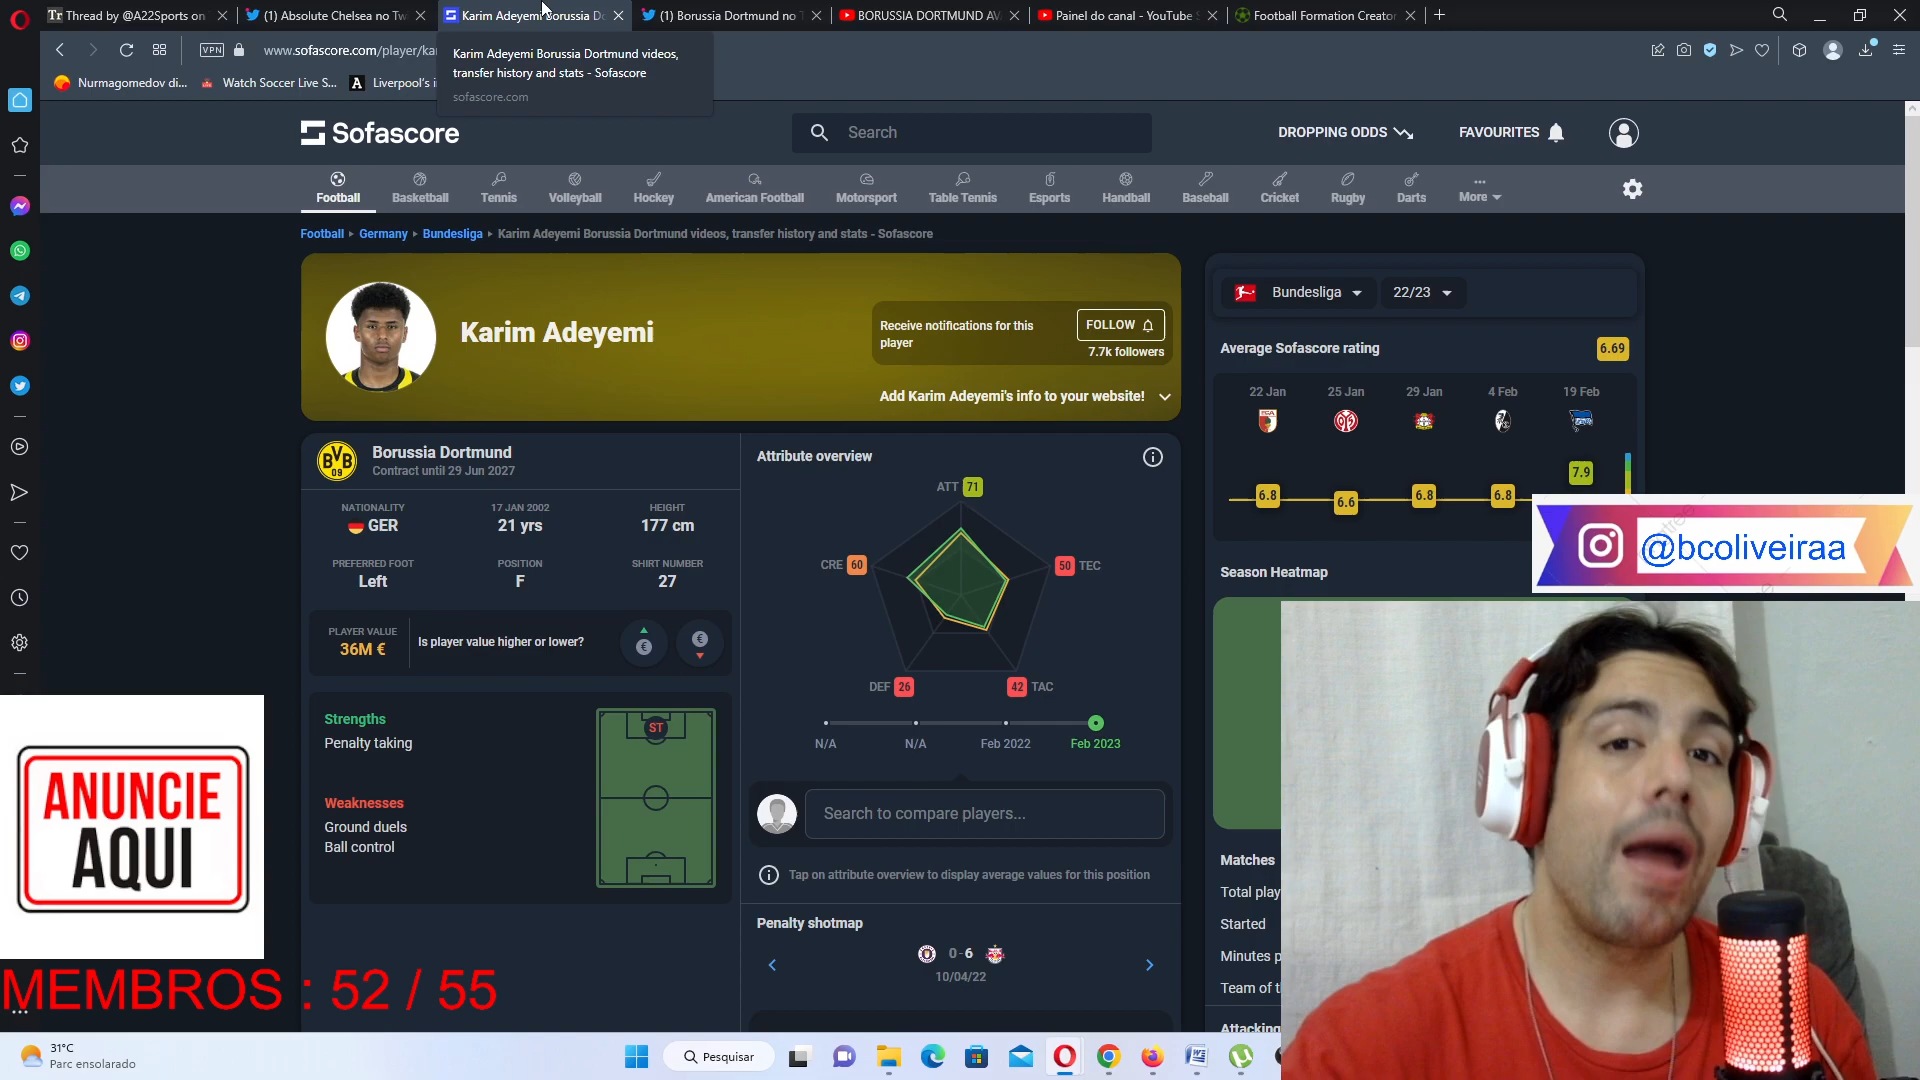 Thread by @A22Sports on
(1) Absolute Chelsea no Tw
Karim Adeyemi Borussia Do
(1) Borussia Dortmund no T
BORUSSIA DORTMUND AV
Painel do canal - YouTube S
Football Formation Creator
VPN
www.sofascore.com/player/kar
Nurmagomedov di...
Watch Soccer Live S...
A
Liverpool's i
Karim Adeyemi Borussia Dortmund videos,
transfer history and stats - Sofascore
sofascore.com
Sofascore
Search
DROPPING ODDS
FAVOURITES
Football
Basketball
Tennis
Volleyball
Hockey
American Football
Motorsport
Table Tennis
Esports
Handball
Baseball
Cricket
Rugby
Darts
More
Football
Germany
Bundesliga
Karim Adeyemi Borussia Dortmund videos, transfer history and stats - Sofascore
Karim Adeyemi
Receive notifications for this
player
FOLLOW
7.7k followers
Add Karim Adeyemi's info to your website!
BVB
09
Borussia Dortmund
Contract until 29 Jun 2027
NATIONALITY
GER
17 JAN 2002
21 yrs
HEIGHT
177 cm
PREFERRED FOOT
Left
POSITION
F
SHIRT NUMBER
27
PLAYER VALUE
36M €
Is player value higher or lower?
€
€
Strengths
Penalty taking
Weaknesses
Ground duels
Ball control
ST
Attribute overview
ATT 71
CRE 60
50 TEC
DEF 26
42 TAC
N/A
N/A
Feb 2022
Feb 2023
Search to compare players...
Tap on attribute overview to display average values for this position
Penalty shotmap
0-6
10/04/22
Bundesliga
22/23
Average Sofascore rating
6.69
22 Jan
25 Jan
29 Jan
4 Feb
19 Feb
6.8
6.6
6.8
6.8
7.9
Season Heatmap
@bcoliveiraa
Matches
Total play
Started
Minutes p
Team of t
Attacking
ANUNCIE
AQUI
MEMBROS : 52 / 55
31°C
Parc ensolarado
Pesquisar